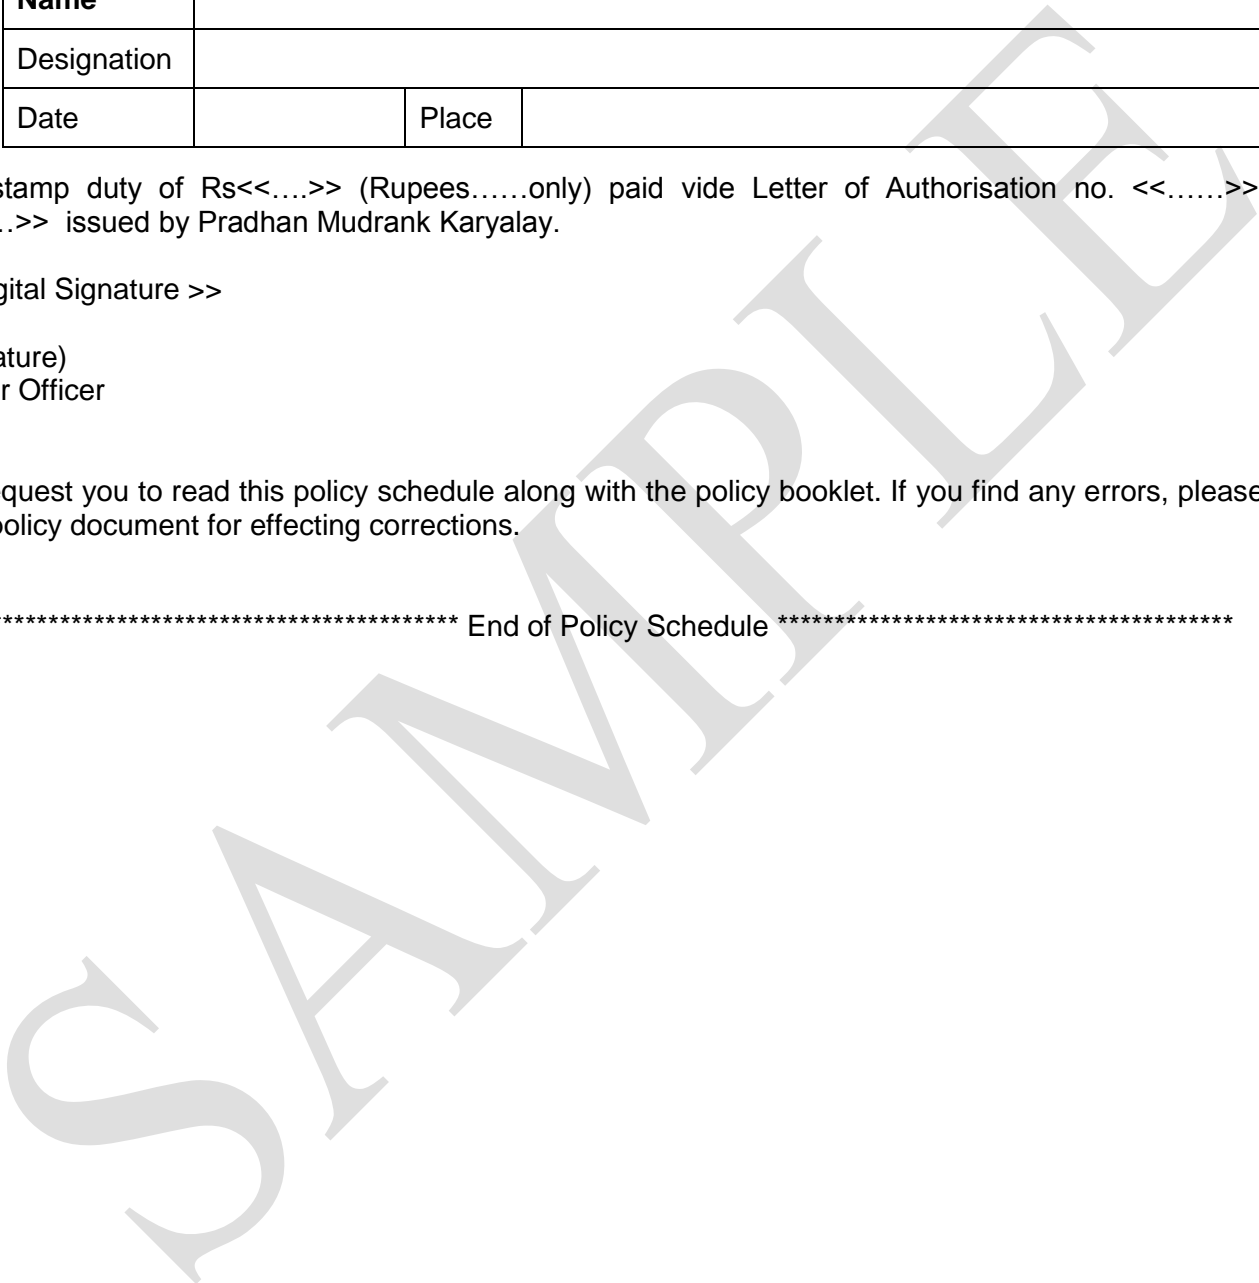 Name
Designation
Date Place
stamp duty of Rs<<….>> (Rupees……only) paid vide Letter of Authorisation no. <<……>>
…>> issued by Pradhan Mudrank Karyalay.
gital Signature >>
ature)
r Officer
quest you to read this policy schedule along with the policy booklet. If you find any errors, please
policy document for effecting corrections.
**************************************** End of Policy Schedule ****************************************
SAMPLE